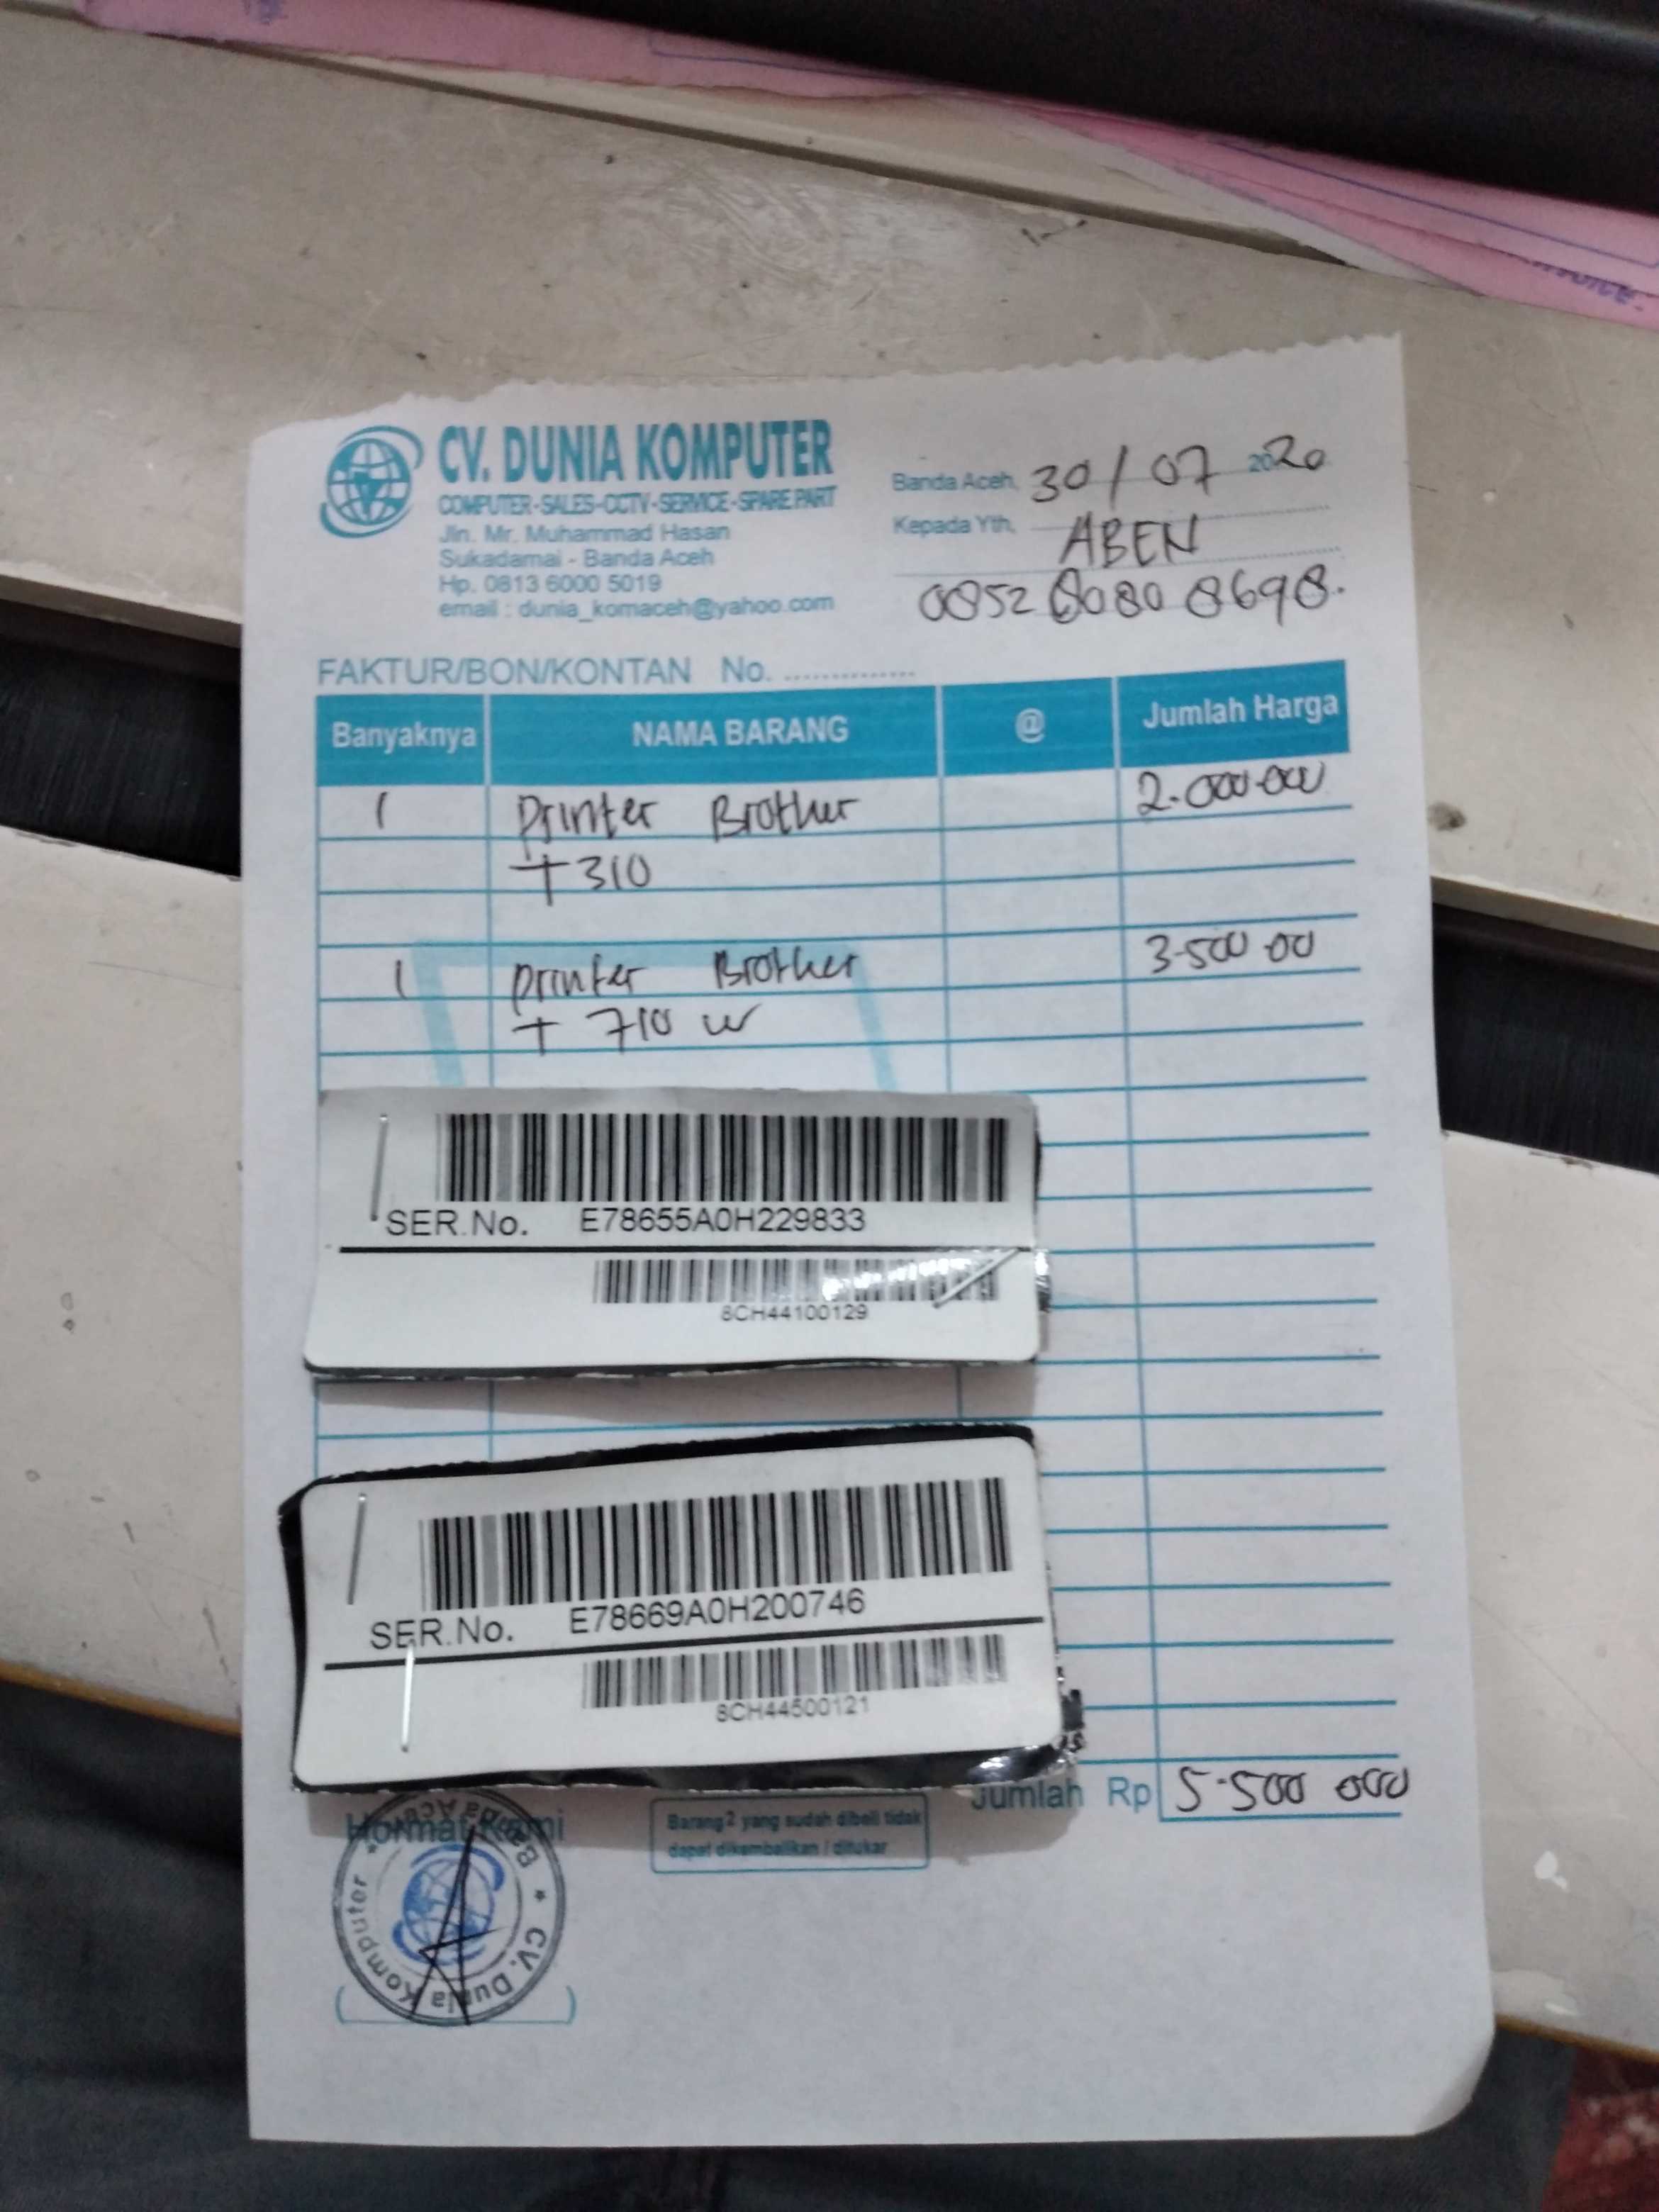 CV. DUNIA KOMPUTER
COMPUTER-SALES-CCTV-SERVICE-SPARE PART
Jln. Mr. Muhammad Hasan
Sukadamai - Banda Aceh
Hp. 0813 6000 5019
email : dunia_komaceh@yahoo.com
Banda Aceh, 30/07 2020
Kepada Yth, ABEN
0852 6080 8698.
FAKTUR/BON/KONTAN No. ...............
Banyaknya NAMA BARANG @ Jumlah Harga
1 Printer Brother 2.000.000
T310
1 Printer Brother 3.500 00
T 710 W
SER.No. E78655A0H229833
8CH44100129
SER.No. E78669A0H200746
8CH44500121
Jumlah Rp 5.500 000
Hormat Kami
Barang2 yang sudah dibeli tidak
dapat dikembalikan / ditukar
CV. Dunia Komputer
Banda Aceh